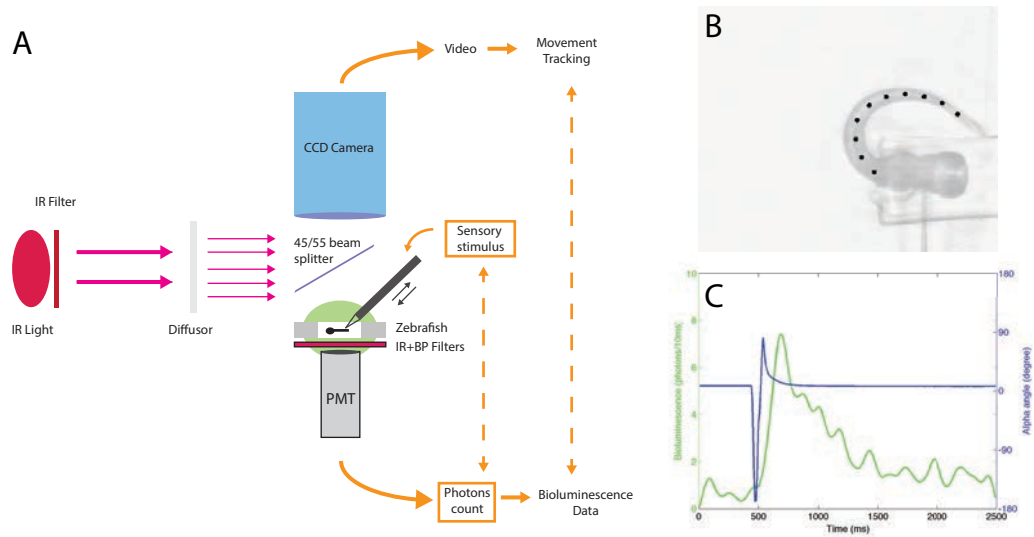 A
Video
Movement
Tracking
CCD Camera
IR Filter
45/55 beam
splitter
Sensory
stimulus
IR Light
Diffusor
Zebrafish
IR+BP Filters
PMT
Photons
count
Bioluminescence
Data
B
C
10
8
6
4
2
0
Bioluminescence (photons/10ms)
180
90
0
-90
-180
Alpha angle (degree)
0
500
1000
1500
2000
2500
Time (ms)